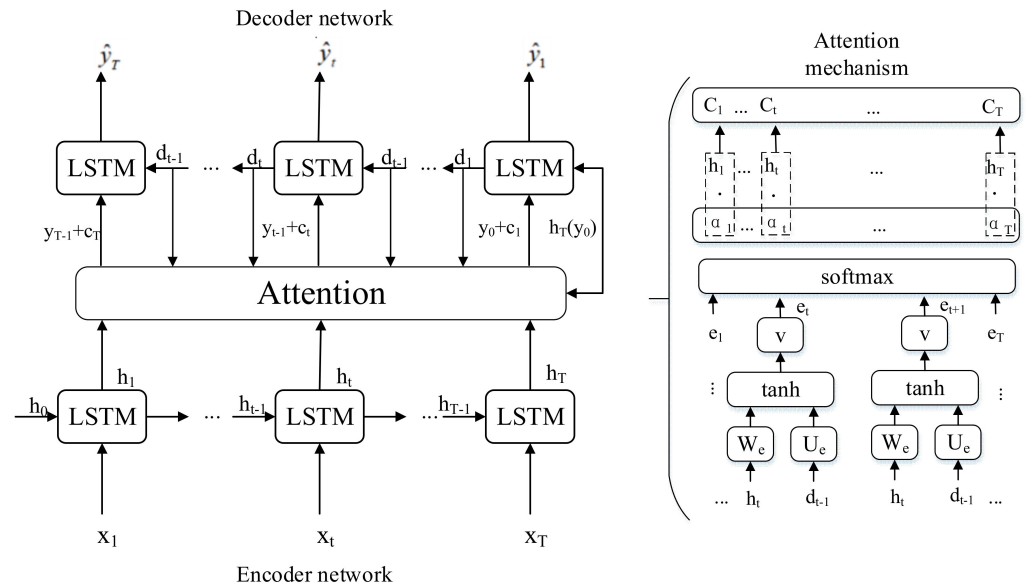 Decoder network
ŷ_T ŷ_t ŷ_1
LSTM d_{t-1} ... d_t LSTM d_{t-1} ... d_1 LSTM
y_{T-1}+c_T y_{t-1}+c_t y_0+c_1 h_T(y_0)
Attention
h_1 h_t h_T
h_0 LSTM ... h_{t-1} LSTM ... h_{T-1} LSTM
x_1 x_t x_T
Encoder network
Attention
mechanism
C_1 ... C_t ... C_T
h_1 ... h_t ... h_T
· · ·
α_1 ... α_t ... α_T
softmax
e_1 e_t e_{t+1} e_T
v v
⋮ tanh tanh ⋮
W_e U_e W_e U_e
... h_t d_{t-1} h_t d_{t-1} ...